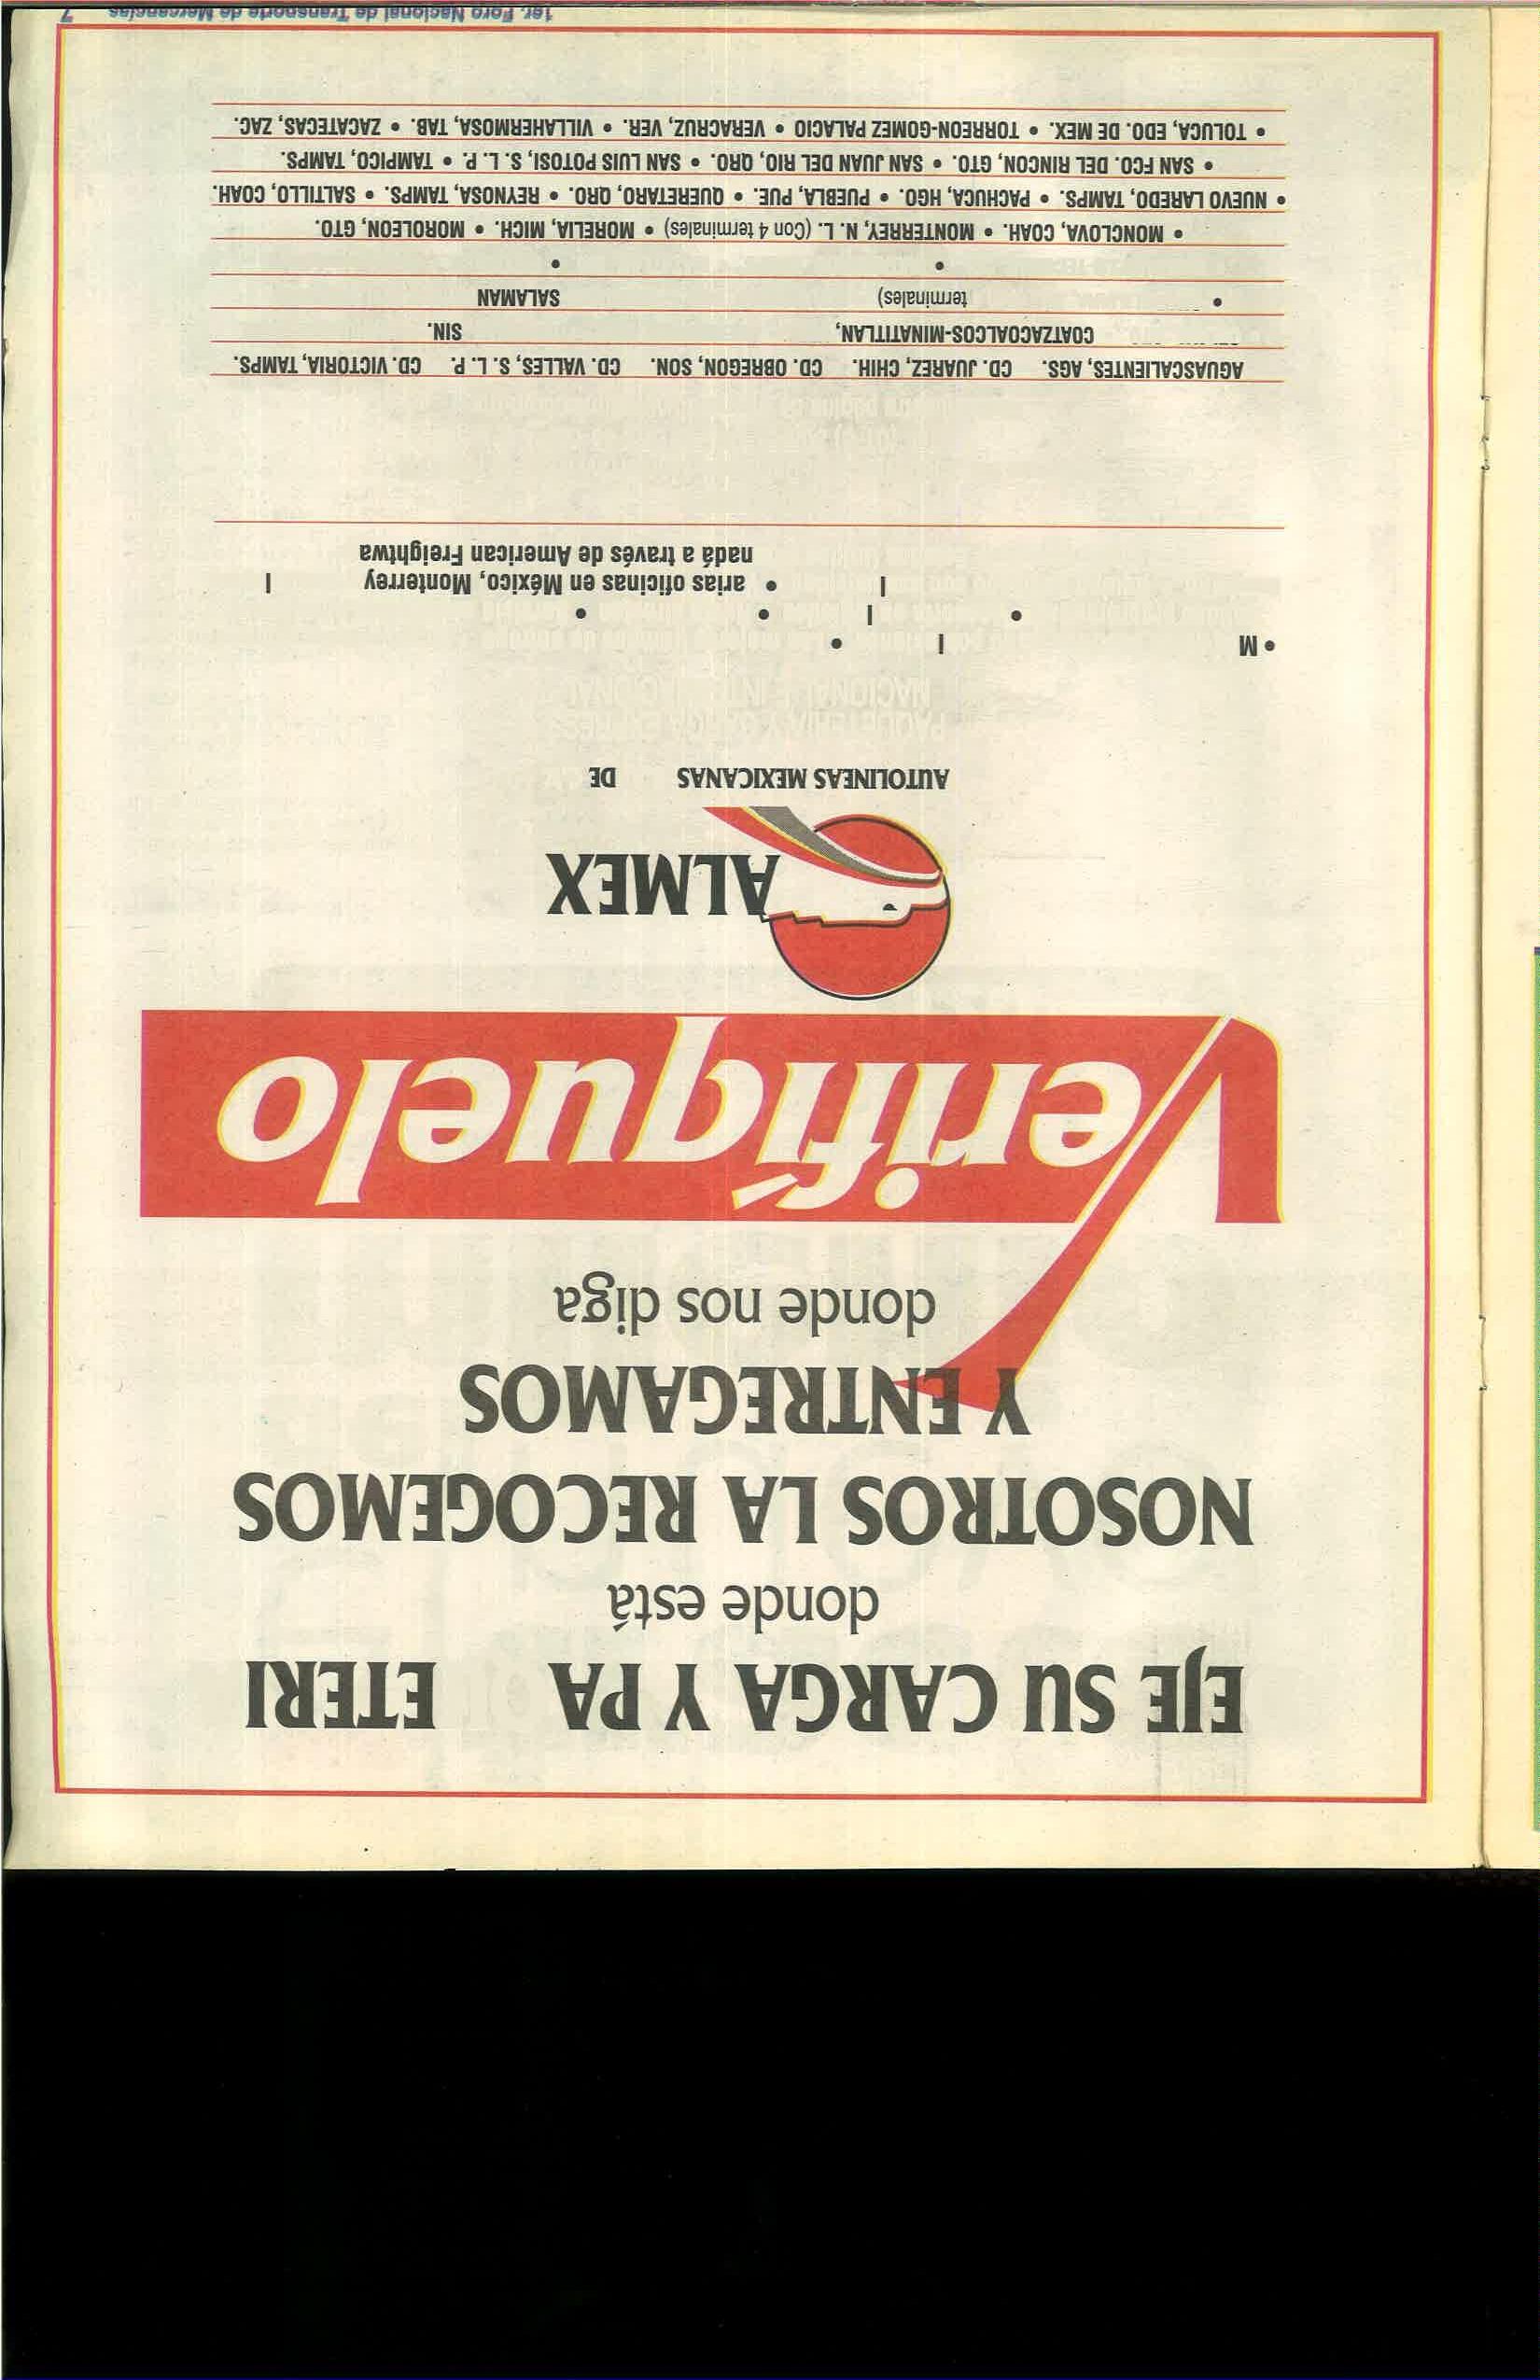 EJE SU CARGA Y PA ETERI
donde está
NOSOTROS LA RECOGEMOS
Y ENTREGAMOS
donde nos diga
Verifíquelo
ALMEX
AUTOLINEAS MEXICANAS DE
• M
• arias oficinas en México, Monterrey
nada a través de American Freightwa
AGUASCALIENTES, AGS. CD. JUAREZ, CHIH. CD. OBREGON, SON. CD. VALLES, S. L. P. CD. VICTORIA, TAMPS.
COATZACOALCOS-MINATITLAN, SIN.
• terminales) SALAMAN
• MONCLOVA, COAH. • MONTERREY, N. L. (Con 4 terminales) • MORELIA, MICH. • MOROLEON, GTO.
• NUEVO LAREDO, TAMPS. • PACHUCA, HGO. • PUEBLA, PUE. • QUERETARO, QRO. • REYNOSA, TAMPS. • SALTILLO, COAH.
• SAN FCO. DEL RINCON, GTO. • SAN JUAN DEL RIO, QRO. • SAN LUIS POTOSI, S. L. P. • TAMPICO, TAMPS.
• TOLUCA, EDO. DE MEX. • TORREON-GOMEZ PALACIO • VERACRUZ, VER. • VILLAHERMOSA, TAB. • ZACATECAS, ZAC.
1er. Foro Nacional de Transporte de Mercancías 7